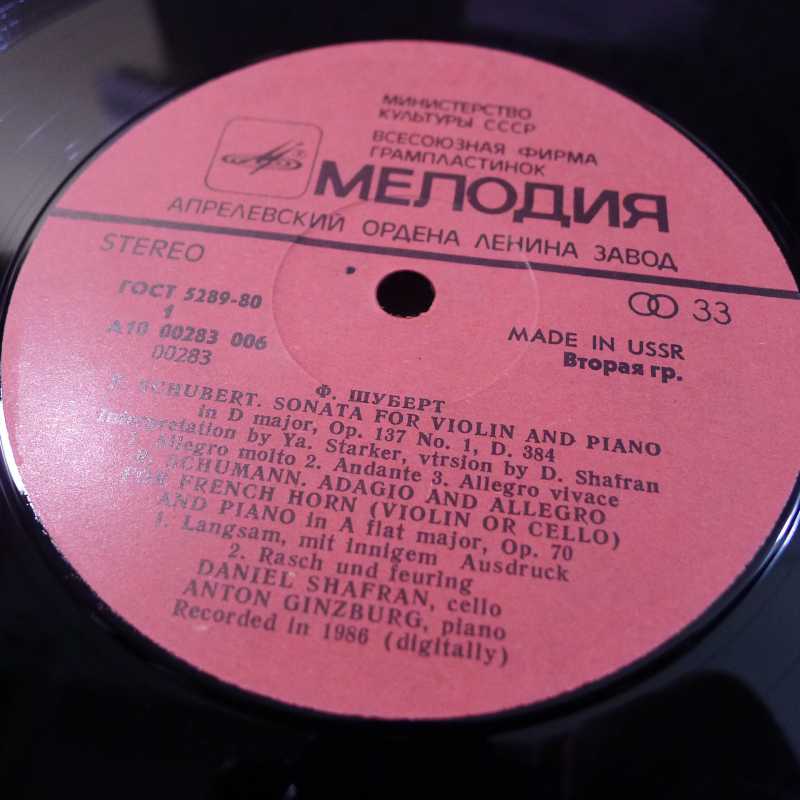 МИНИСТЕРСТВО
КУЛЬТУРЫ СССР
ВСЕСОЮЗНАЯ ФИРМА
ГРАМПЛАСТИНОК
МЕЛОДИЯ
АПРЕЛЕВСКИЙ ОРДЕНА ЛЕНИНА ЗАВОД
STEREO
33
ГОСТ 5289-80
1
А10 00283 006
00283
MADE IN USSR
Вторая гр.
Ф. ШУБЕРТ
F. SCHUBERT. SONATA FOR VIOLIN AND PIANO
in D major, Op. 137 No. 1, D. 384
Interpretation by Ya. Starker, vtrsion by D. Shafran
1. Allegro molto 2. Andante 3. Allegro vivace
SCHUMANN. ADAGIO AND ALLEGRO
FOR FRENCH HORN (VIOLIN OR CELLO)
AND PIANO in A flat major, Op. 70
1. Langsam, mit innigem Ausdruck
2. Rasch und feuring
DANIEL SHAFRAN, cello
ANTON GINZBURG, piano
Recorded in 1986 (digitally)